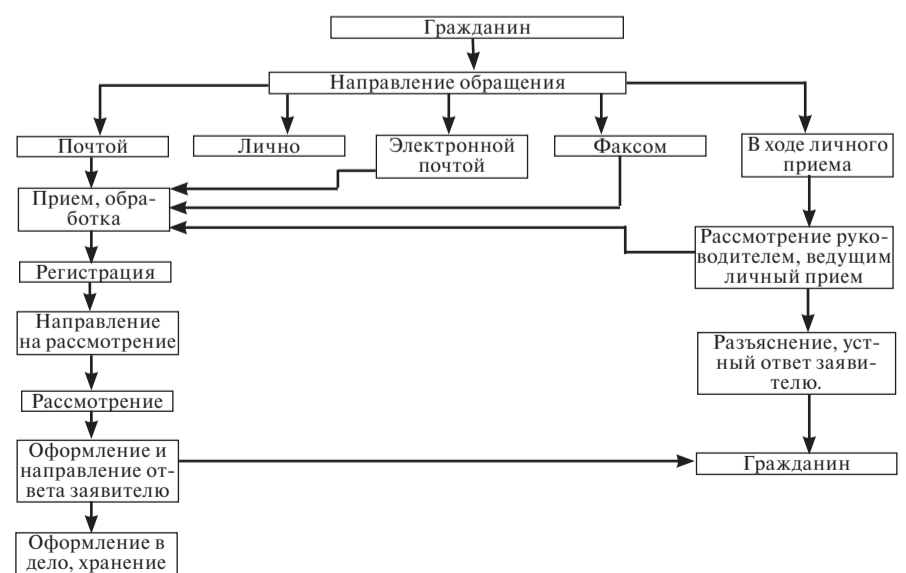 Гражданин
Направление обращения
Почтой
Лично
Электронной
почтой
Факсом
В ходе личного
приема
Прием, обра-
ботка
Рассмотрение руко-
водителем, ведущим
личный прием
Регистрация
Направление
на рассмотрение
Разъяснение, уст-
ный ответ заяви-
телю.
Рассмотрение
Оформление и
направление от-
вета заявителю
Гражданин
Оформление в
дело, хранение